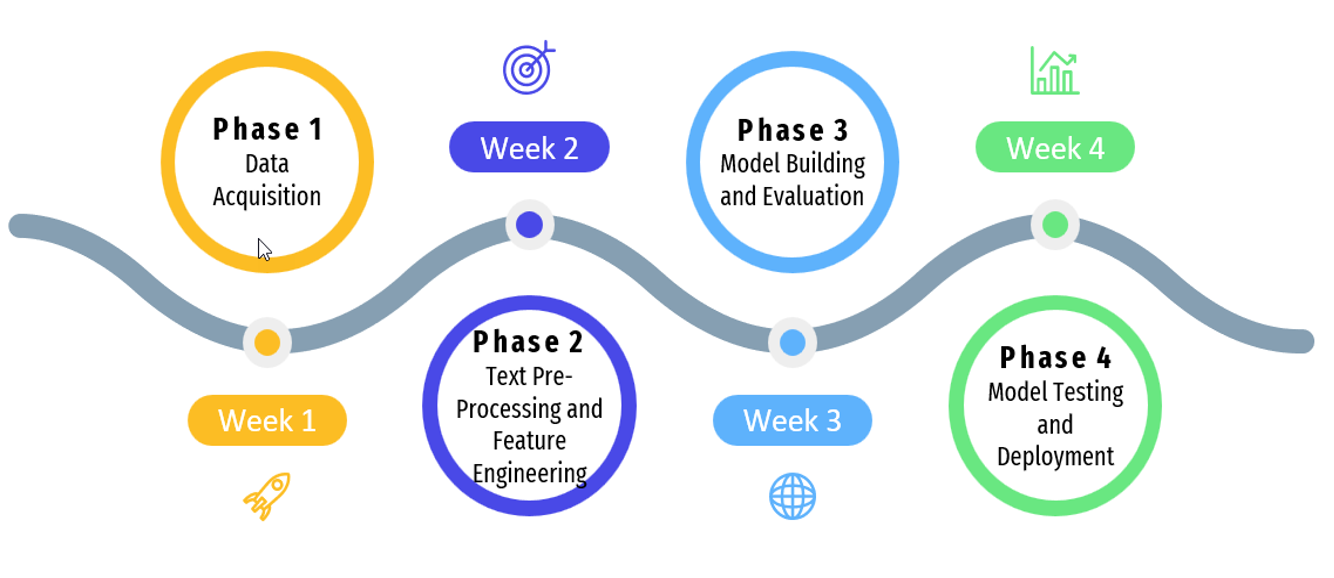 Phase 1
Data
Acquisition
Week 1
Week 2
Phase 2
Text Pre-
Processing and
Feature
Engineering
Phase 3
Model Building
and Evaluation
Week 3
Week 4
Phase 4
Model Testing
and
Deployment